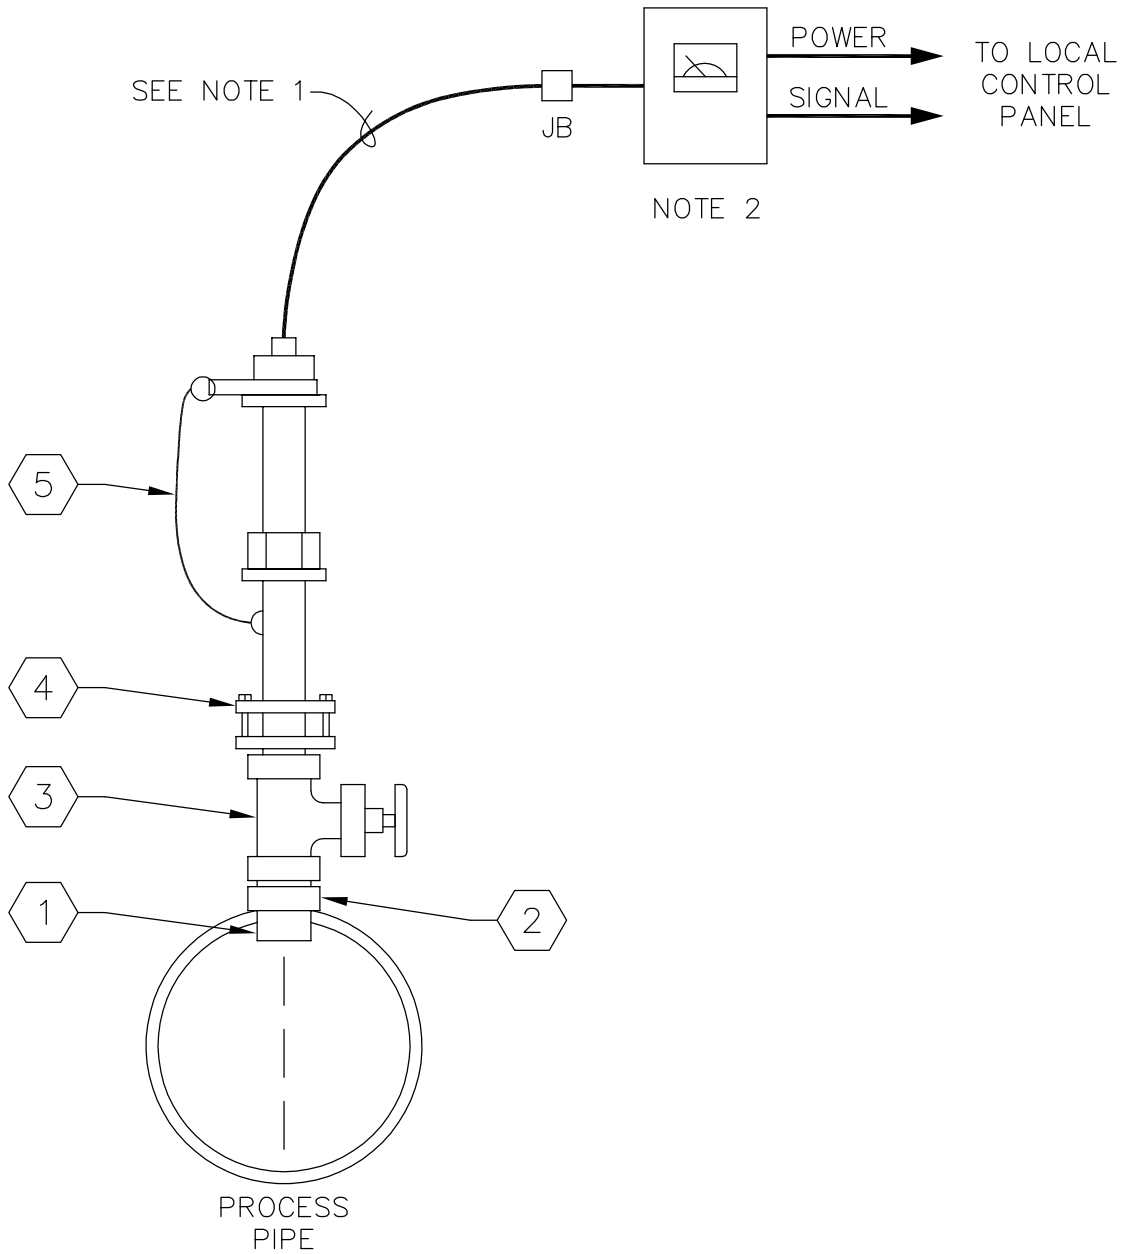 POWER
TO LOCAL
CONTROL
PANEL
SEE NOTE 1
SIGNAL
JB
NOTE 2
5
4
3
1
2
PROCESS
PIPE